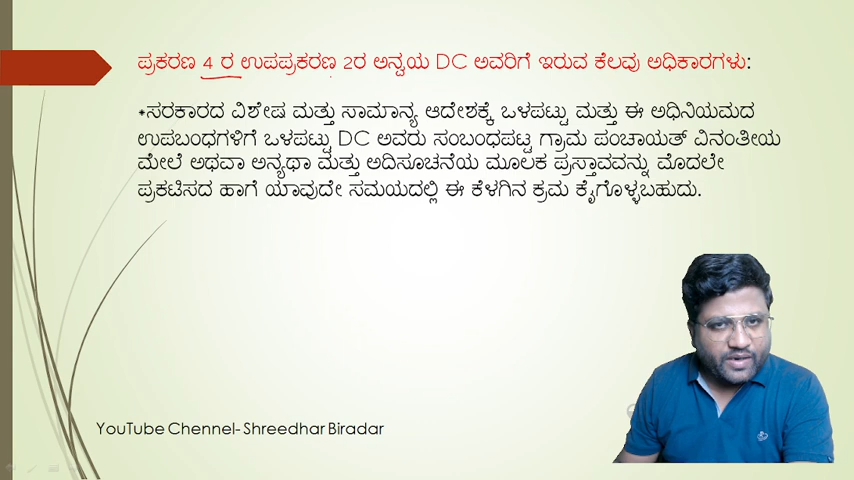 ಪ್ರಕರಣ 4 ರ ಉಪಪ್ರಕರಣ 2ರ ಅನ್ವಯ DC ಅವರಿಗೆ ಇರುವ ಕೆಲವು ಅಧಿಕಾರಗಳು:
*ಸರಕಾರದ ವಿಶೇಷ ಮತ್ತು ಸಾಮಾನ್ಯ ಆದೇಶಕ್ಕೆ ಒಳಪಟ್ಟು ಮತ್ತು ಈ ಅಧಿನಿಯಮದ
ಉಪಬಂಧಗಳಿಗೆ ಒಳಪಟ್ಟು DC ಅವರು ಸಂಬಂಧಪಟ್ಟ ಗ್ರಾಮ ಪಂಚಾಯತ್ ವಿನಂತೀಯ
ಮೇಲೆ ಅಥವಾ ಅನ್ಯಥಾ ಮತ್ತು ಅದಿಸೂಚನೆಯ ಮೂಲಕ ಪ್ರಸ್ತಾವವನ್ನು ಮೊದಲೇ
ಪ್ರಕಟಿಸದ ಹಾಗೆ ಯಾವುದೇ ಸಮಯದಲ್ಲಿ ಈ ಕೆಳಗಿನ ಕ್ರಮ ಕೈಗೊಳ್ಳಬಹುದು.
YouTube Chennel- Shreedhar Biradar